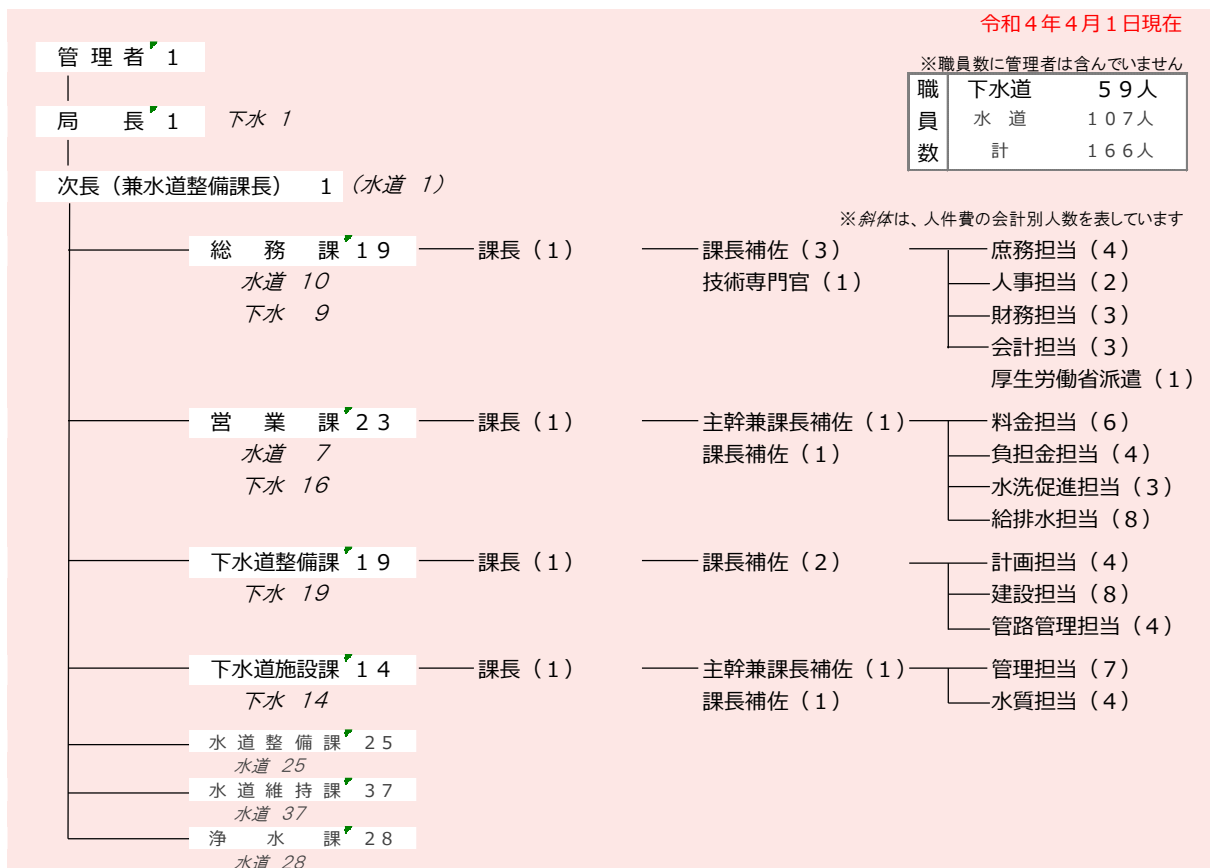 令和４年４月１日現在
管 理 者 １
※職員数に管理者は含んでいません
局 長 １ 下水 1
職員数
下水道 ５９人
水 道 １０７人
計 １６６人
次長（兼水道整備課長） １ (水道 1)
※斜体は、人件費の会計別人数を表しています
総 務 課 １９ 課長（１） 課長補佐（３） 庶務担当（４）
水道 10 技術専門官（１） 人事担当（２）
下水 9 財務担当（３）
会計担当（３）
厚生労働省派遣（１）
営 業 課 ２３ 課長（１） 主幹兼課長補佐（１） 料金担当（６）
水道 7 課長補佐（１） 負担金担当（４）
下水 16 水洗促進担当（３）
給排水担当（８）
下水道整備課 １９ 課長（１） 課長補佐（２） 計画担当（４）
下水 19 建設担当（８）
管路管理担当（４）
下水道施設課 １４ 課長（１） 主幹兼課長補佐（１） 管理担当（７）
下水 14 課長補佐（１） 水質担当（４）
水 道 整 備 課 ２５
水道 25
水 道 維 持 課 ３７
水道 37
浄 水 課 ２８
水道 28